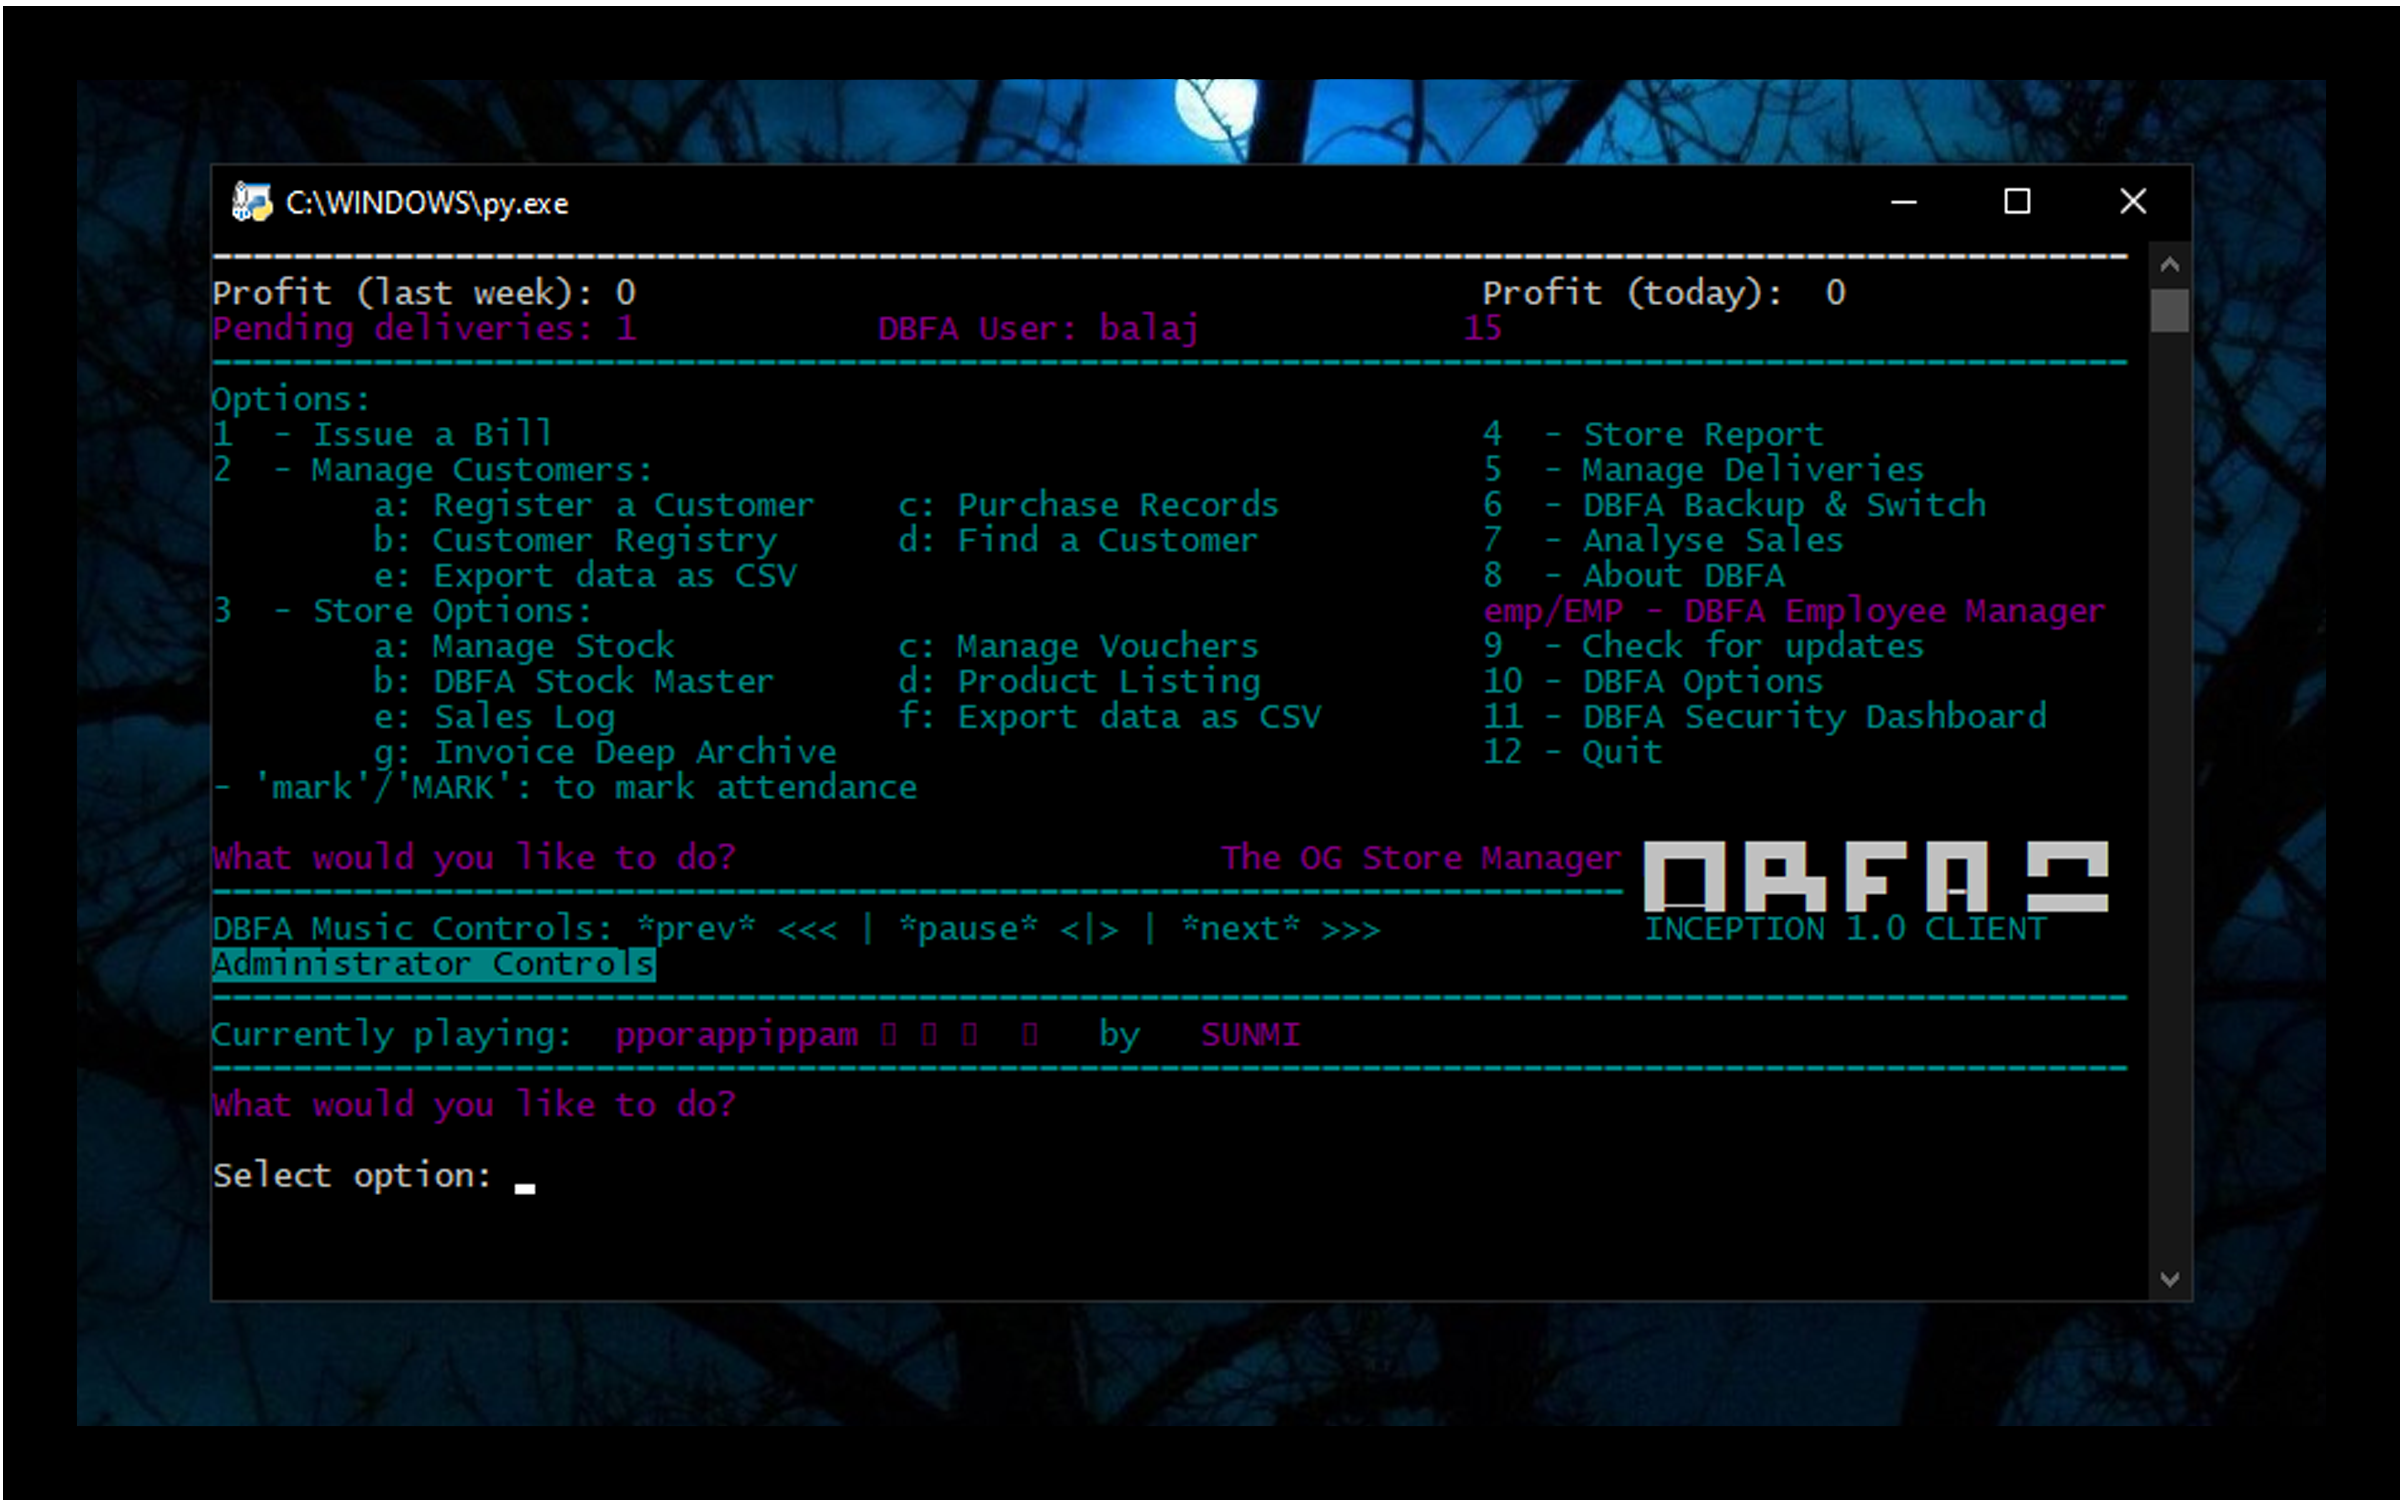 C:\WINDOWS\py.exe
Profit (last week): 0 Profit (today): 0
Pending deliveries: 1 DBFA User: balaj 15
Options:
1 - Issue a Bill 4 - Store Report
2 - Manage Customers: 5 - Manage Deliveries
a: Register a Customer c: Purchase Records 6 - DBFA Backup & Switch
b: Customer Registry d: Find a Customer 7 - Analyse Sales
e: Export data as CSV 8 - About DBFA
3 - Store Options: emp/EMP - DBFA Employee Manager
a: Manage Stock c: Manage Vouchers 9 - Check for updates
b: DBFA Stock Master d: Product Listing 10 - DBFA Options
e: Sales Log f: Export data as CSV 11 - DBFA Security Dashboard
g: Invoice Deep Archive 12 - Quit
- 'mark'/'MARK': to mark attendance
What would you like to do? The OG Store Manager DBFA
DBFA Music Controls: *prev* <<< | *pause* <|> | *next* >>> INCEPTION 1.0 CLIENT
Administrator Controls
Currently playing: pporappippam by SUNMI
What would you like to do?
Select option: